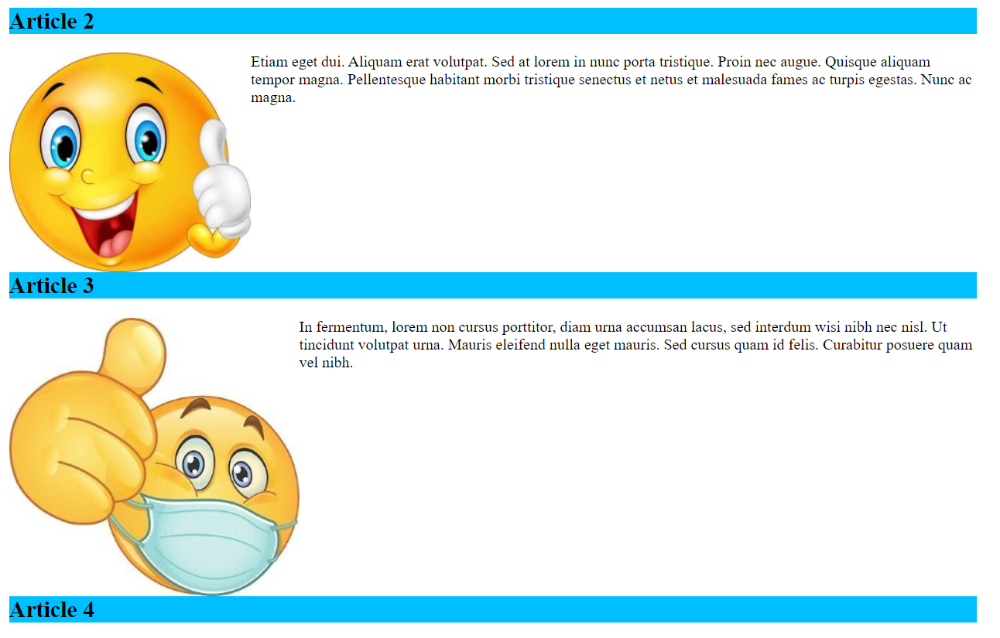 Article 2
Etiam eget dui. Aliquam erat volutpat. Sed at lorem in nunc porta tristique. Proin nec augue. Quisque aliquam
tempor magna. Pellentesque habitant morbi tristique senectus et netus et malesuada fames ac turpis egestas. Nunc ac
magna.
Article 3
In fermentum, lorem non cursus porttitor, diam urna accumsan lacus, sed interdum wisi nibh nec nisl. Ut
tincidunt volutpat urna. Mauris eleifend nulla eget mauris. Sed cursus quam id felis. Curabitur posuere quam
vel nibh.
Article 4